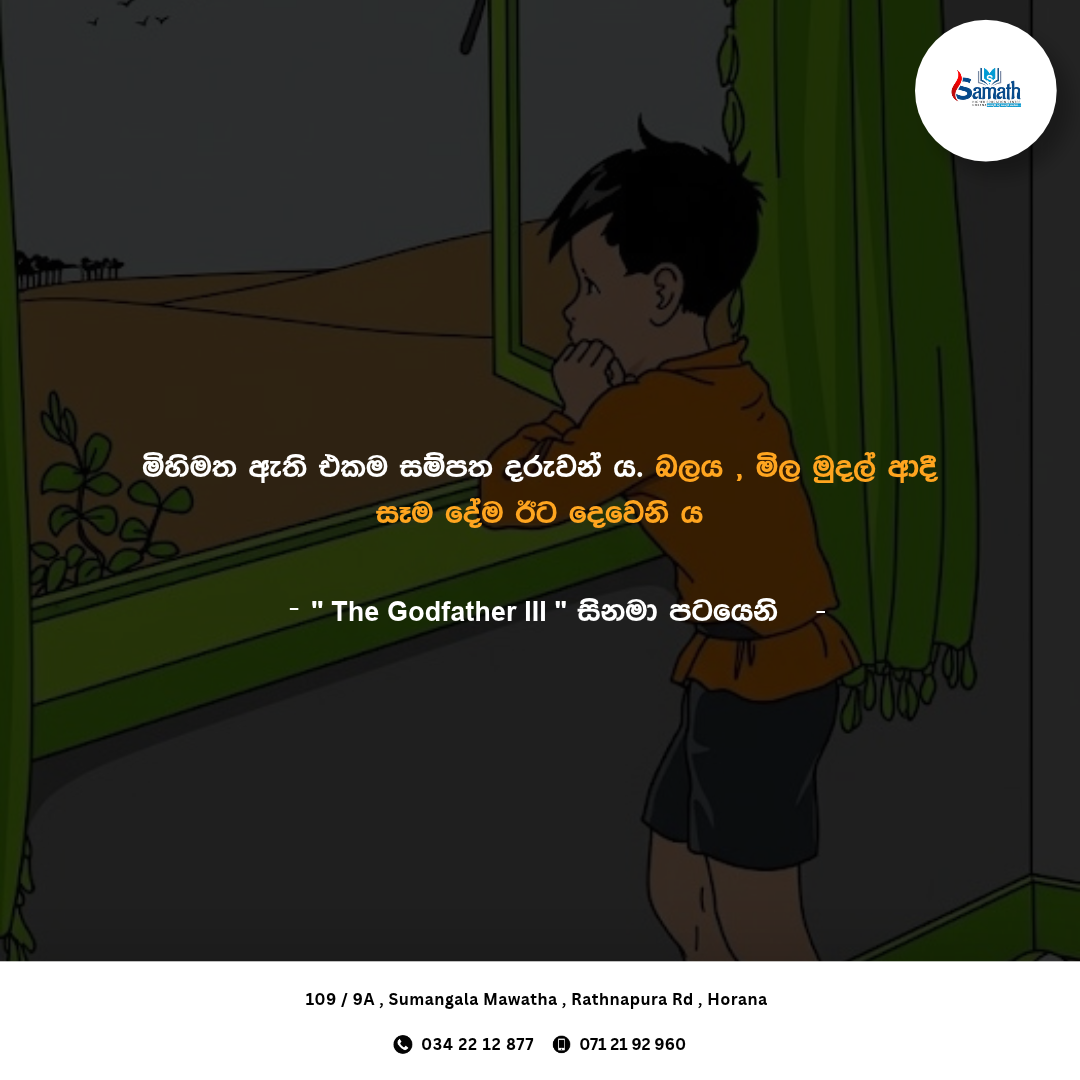 Samath
මිහිමත ඇති එකම සම්පත දරුවන් ය. බලය , මිල මුදල් ආදී
සෑම දේම ඊට දෙවෙනි ය
- " The Godfather III " සිනමා පටයෙනි -
109 / 9A , Sumangala Mawatha , Rathnapura Rd , Horana
034 22 12 877 071 21 92 960